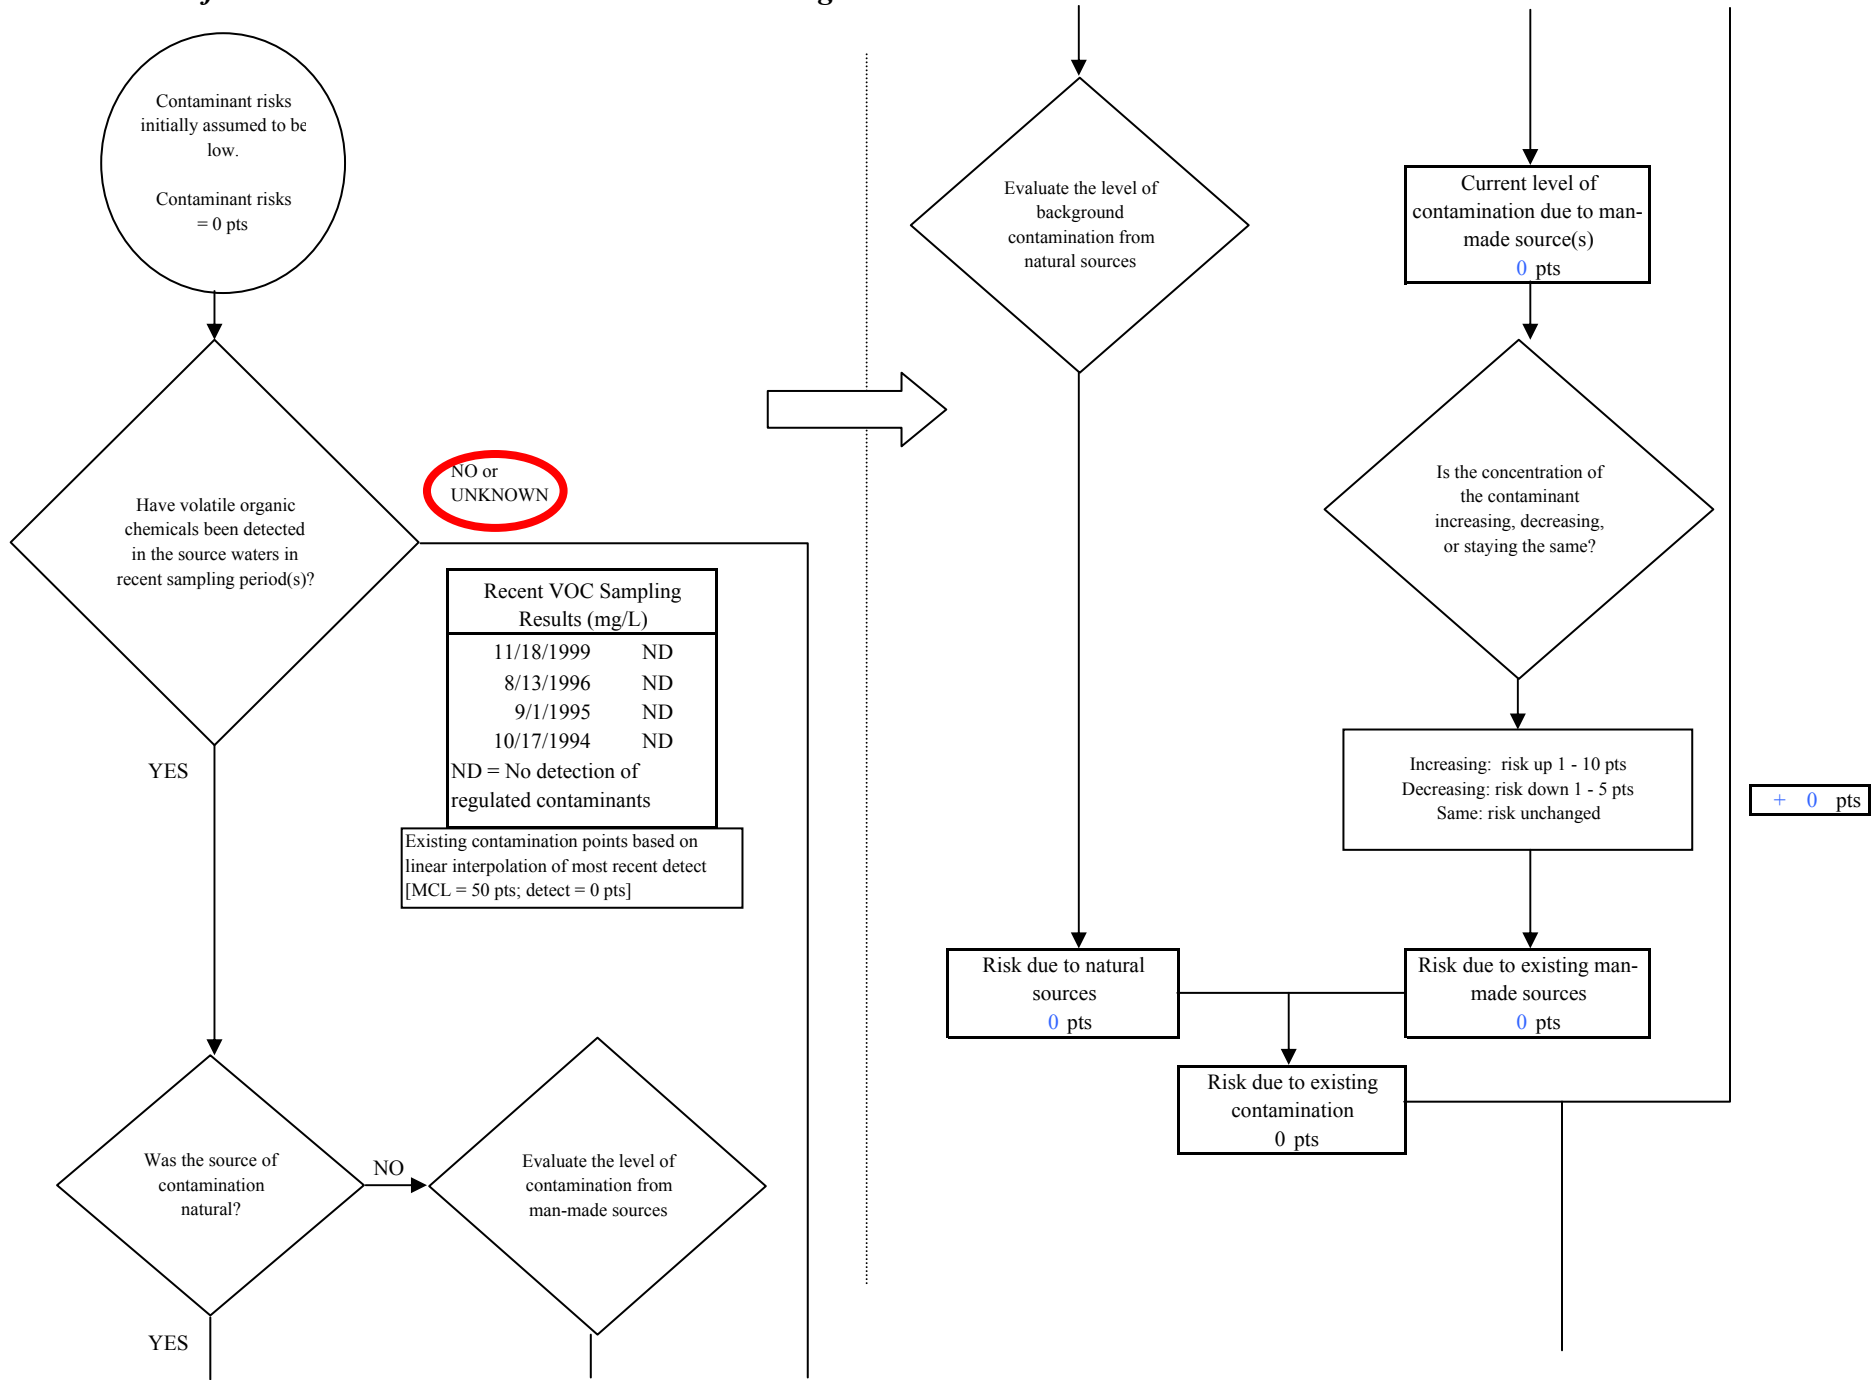 Contaminant risks
initially assumed to be
low.
Contaminant risks
= 0 pts
Have volatile organic
chemicals been detected
in the source waters in
recent sampling period(s)?
NO or
UNKNOWN
Recent VOC Sampling
Results (mg/L)
11/18/1999 ND
8/13/1996 ND
9/1/1995 ND
10/17/1994 ND
ND = No detection of
regulated contaminants
Existing contamination points based on
linear interpolation of most recent detect
[MCL = 50 pts; detect = 0 pts]
YES
Was the source of
contamination
natural?
NO
Evaluate the level of
contamination from
man-made sources
YES
Evaluate the level of
background
contamination from
natural sources
Current level of
contamination due to man-
made source(s)
0 pts
Is the concentration of
the contaminant
increasing, decreasing,
or staying the same?
Increasing: risk up 1 - 10 pts
Decreasing: risk down 1 - 5 pts
Same: risk unchanged
+ 0 pts
Risk due to natural
sources
0 pts
Risk due to existing man-
made sources
0 pts
Risk due to existing
contamination
0 pts